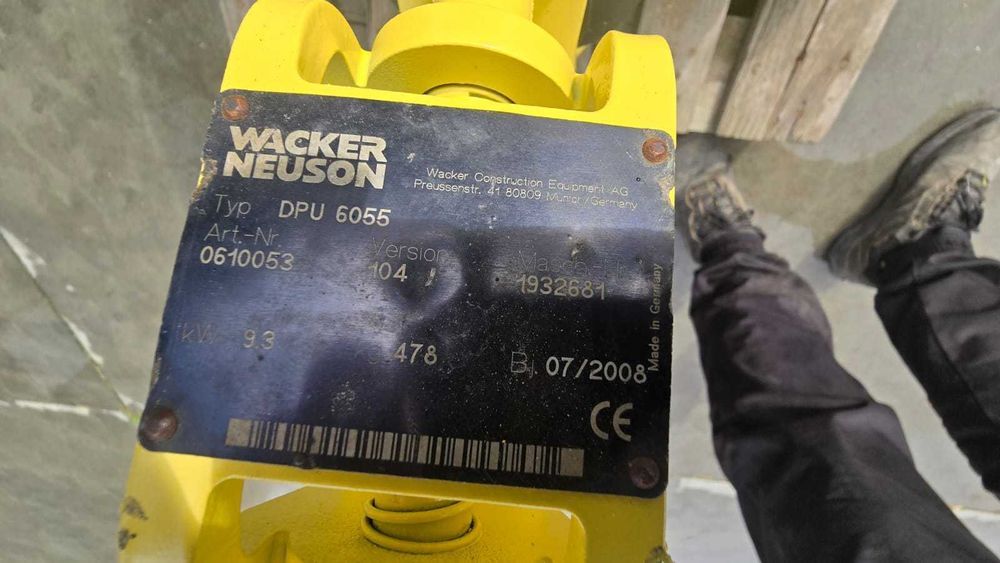 WACKER
NEUSON
Wacker Construction Equipment AG
Preussenstr. 41 80809 /Germany
Typ DPU 6055
Art.-Nr. Version
0610053 104 1932681
kW 9.3 478 Bj. 07/2008
Made in Germany
CE